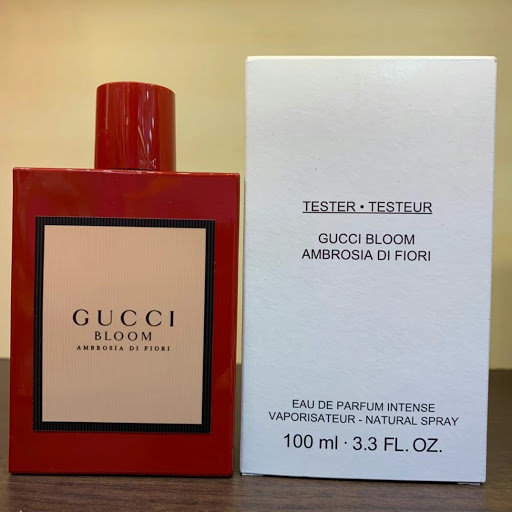 GUCCI
BLOOM
AMBROSIA DI FIORI
TESTER • TESTEUR
GUCCI BLOOM
AMBROSIA DI FIORI
EAU DE PARFUM INTENSE
VAPORISATEUR - NATURAL SPRAY
100 ml · 3.3 FL. OZ.